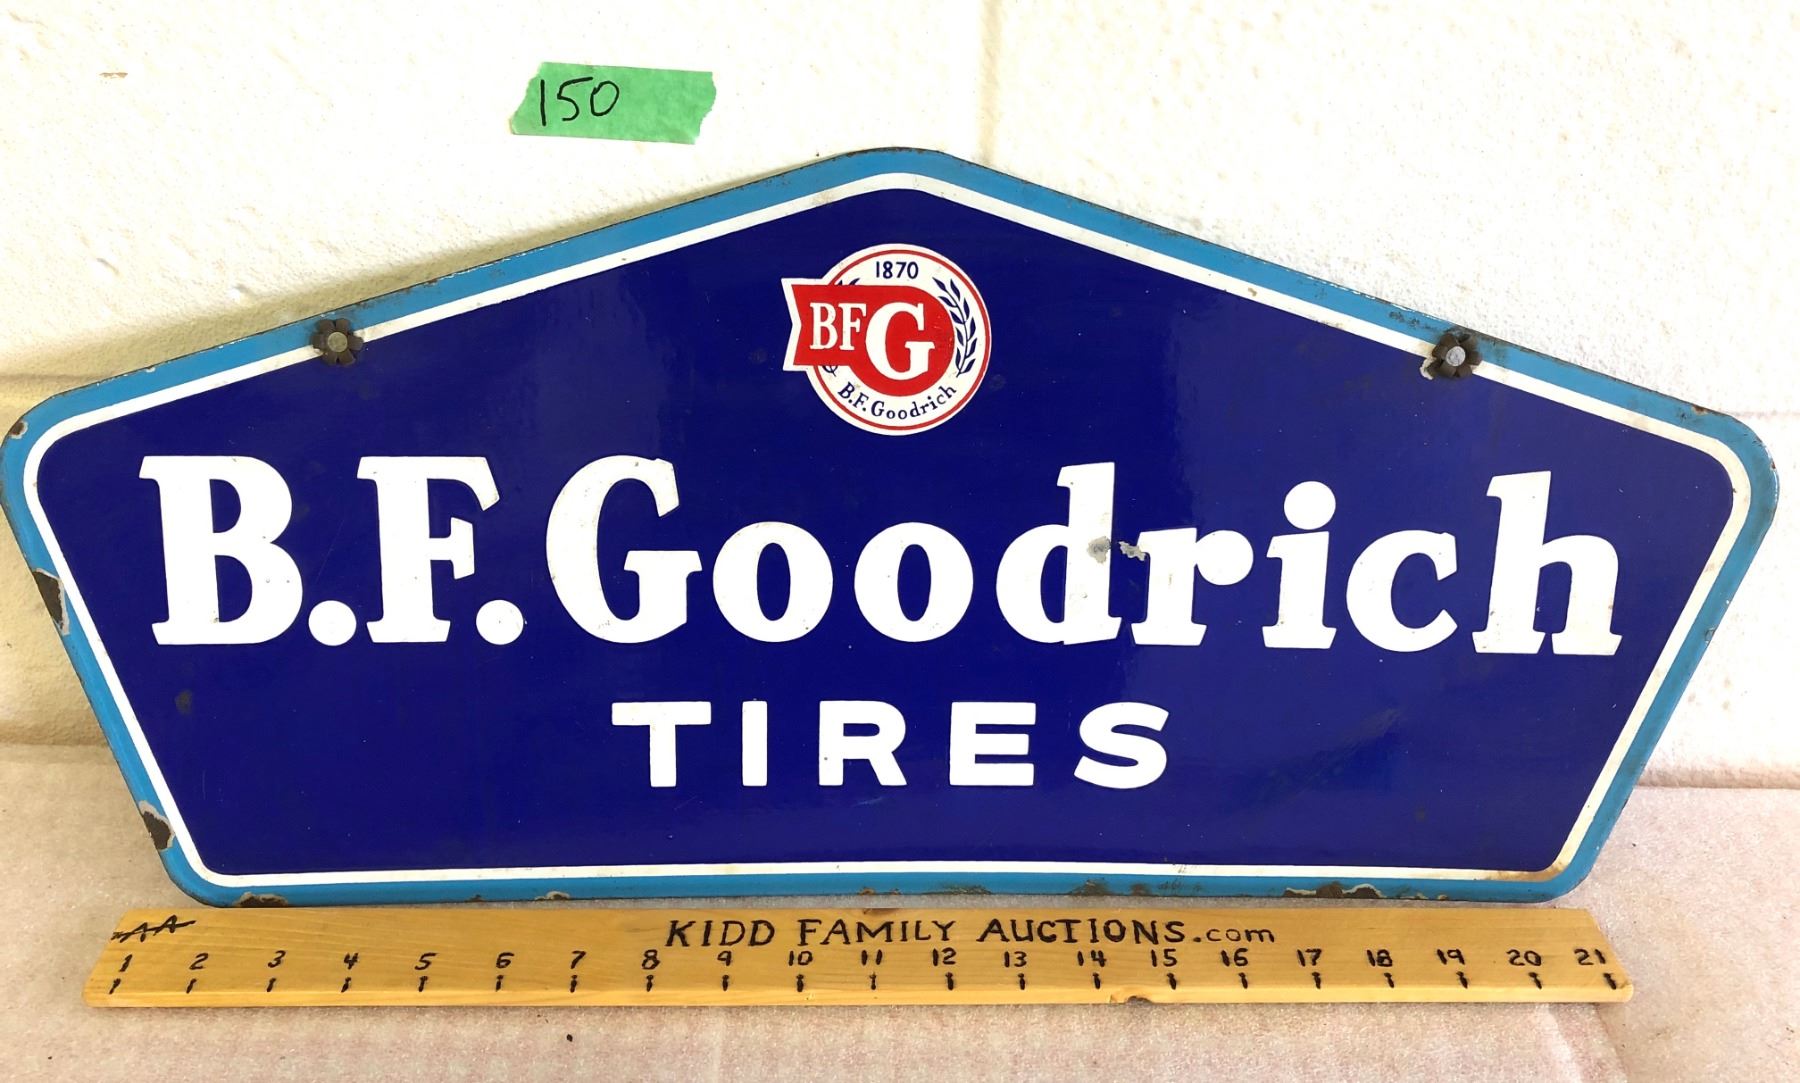 150
1870
BFG
B.F.Goodrich
B.F.Goodrich
TIRES
KIDD FAMILY AUCTIONS.com
1 2 3 4 5 6 7 8 9 10 11 12 13 14 15 16 17 18 19 20 21